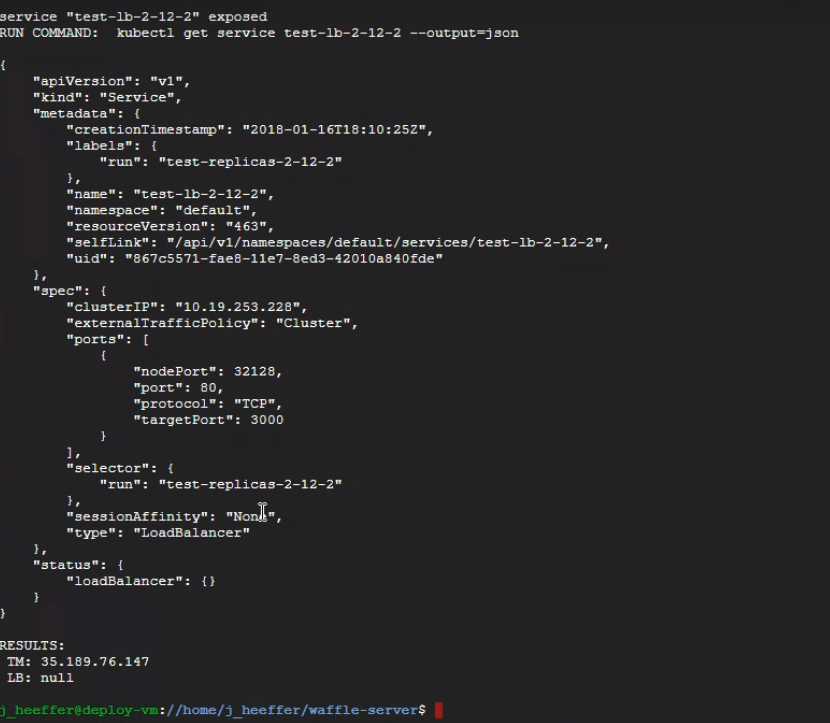 service "test-lb-2-12-2" exposed
RUN COMMAND:  kubectl get service test-lb-2-12-2 --output=json

{
    "apiVersion": "v1",
    "kind": "Service",
    "metadata": {
        "creationTimestamp": "2018-01-16T18:10:25Z",
        "labels": {
            "run": "test-replicas-2-12-2"
        },
        "name": "test-lb-2-12-2",
        "namespace": "default",
        "resourceVersion": "463",
        "selfLink": "/api/v1/namespaces/default/services/test-lb-2-12-2",
        "uid": "867c5571-fae8-11e7-8ed3-42010a840fde"
    },
    "spec": {
        "clusterIP": "10.19.253.228",
        "externalTrafficPolicy": "Cluster",
        "ports": [
            {
                "nodePort": 32128,
                "port": 80,
                "protocol": "TCP",
                "targetPort": 3000
            }
        ],
        "selector": {
            "run": "test-replicas-2-12-2"
        },
        "sessionAffinity": "None",
        "type": "LoadBalancer"
    },
    "status": {
        "loadBalancer": {}
    }
}

RESULTS:
 TM: 35.189.76.147
 LB: null

j_heeffer@deploy-vm://home/j_heeffer/waffle-server$